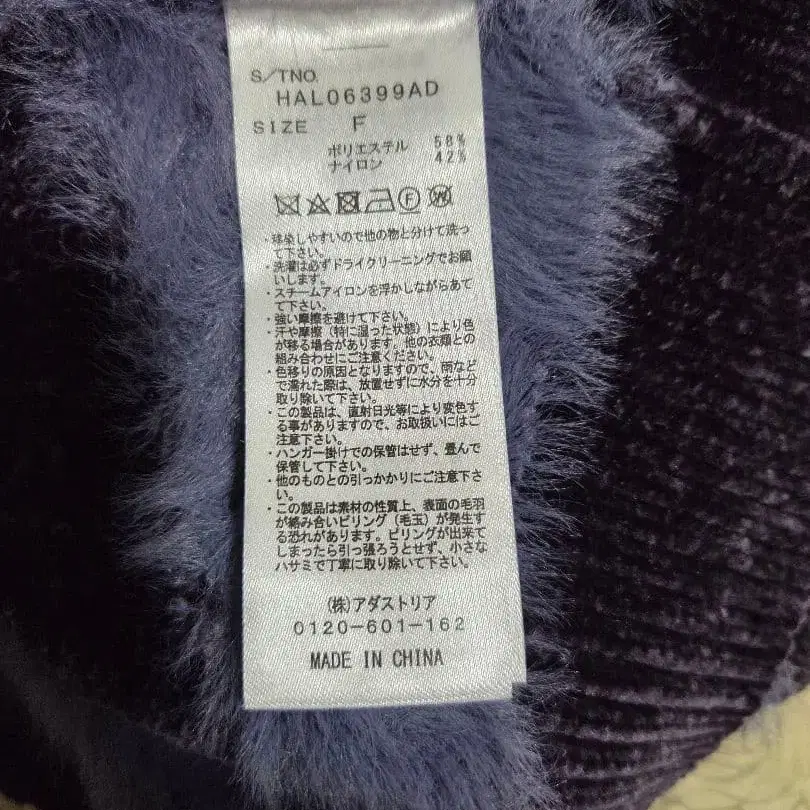 S/TNO.
HAL06399AD
SIZE F
ポリエステル 58%
ナイロン 42%
F W
・移染しやすいので他の物と分けて洗っ
て下さい。
・洗濯は必ずドライクリーニングでお願
いします。
・スチームアイロンを浮かしながらあて
て下さい。
・強い摩擦を避けて下さい。
・汗や摩擦（特に湿った状態）により色
が移る場合があります。他の衣類との
組み合わせにご注意ください。
・色移りの原因となりますので、雨など
で濡れた際は、放置せずに水分を十分
取り除いて下さい。
・この製品は、直射日光等により変色す
る事がありますので、お取扱いにはご
注意下さい。
・ハンガー掛けでの保管はせず、畳んで
保管して下さい。
・他のものとの引っかかりにご注意下さ
い。
・この製品は素材の性質上、表面の毛羽
が絡み合いピリング（毛玉）が発生す
る恐れがあります。ピリングが出来て
しまったら引っ張ろうとせず、小さな
ハサミで丁寧に取り除いて下さい。
(株)アダストリア
0120-601-162
MADE IN CHINA